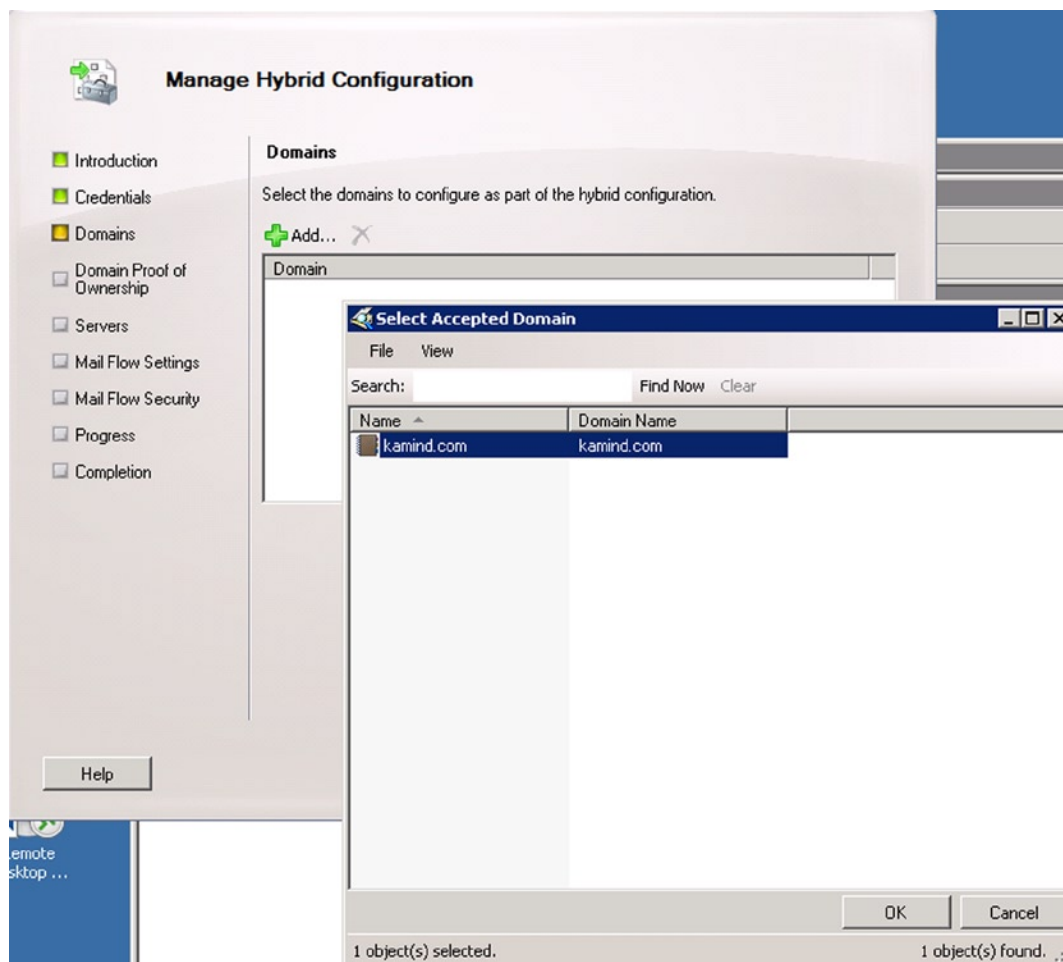 Manage Hybrid Configuration
Introduction
Credentials
Domains
Domain Proof of
Ownership
Servers
Mail Flow Settings
Mail Flow Security
Progress
Completion
Domains
Select the domains to configure as part of the hybrid configuration.
Add...
Domain
Select Accepted Domain
File View
Search: Find Now Clear
Name Domain Name
kamind.com kamind.com
OK Cancel
1 object(s) selected. 1 object(s) found.
Help
emote
sktop ...